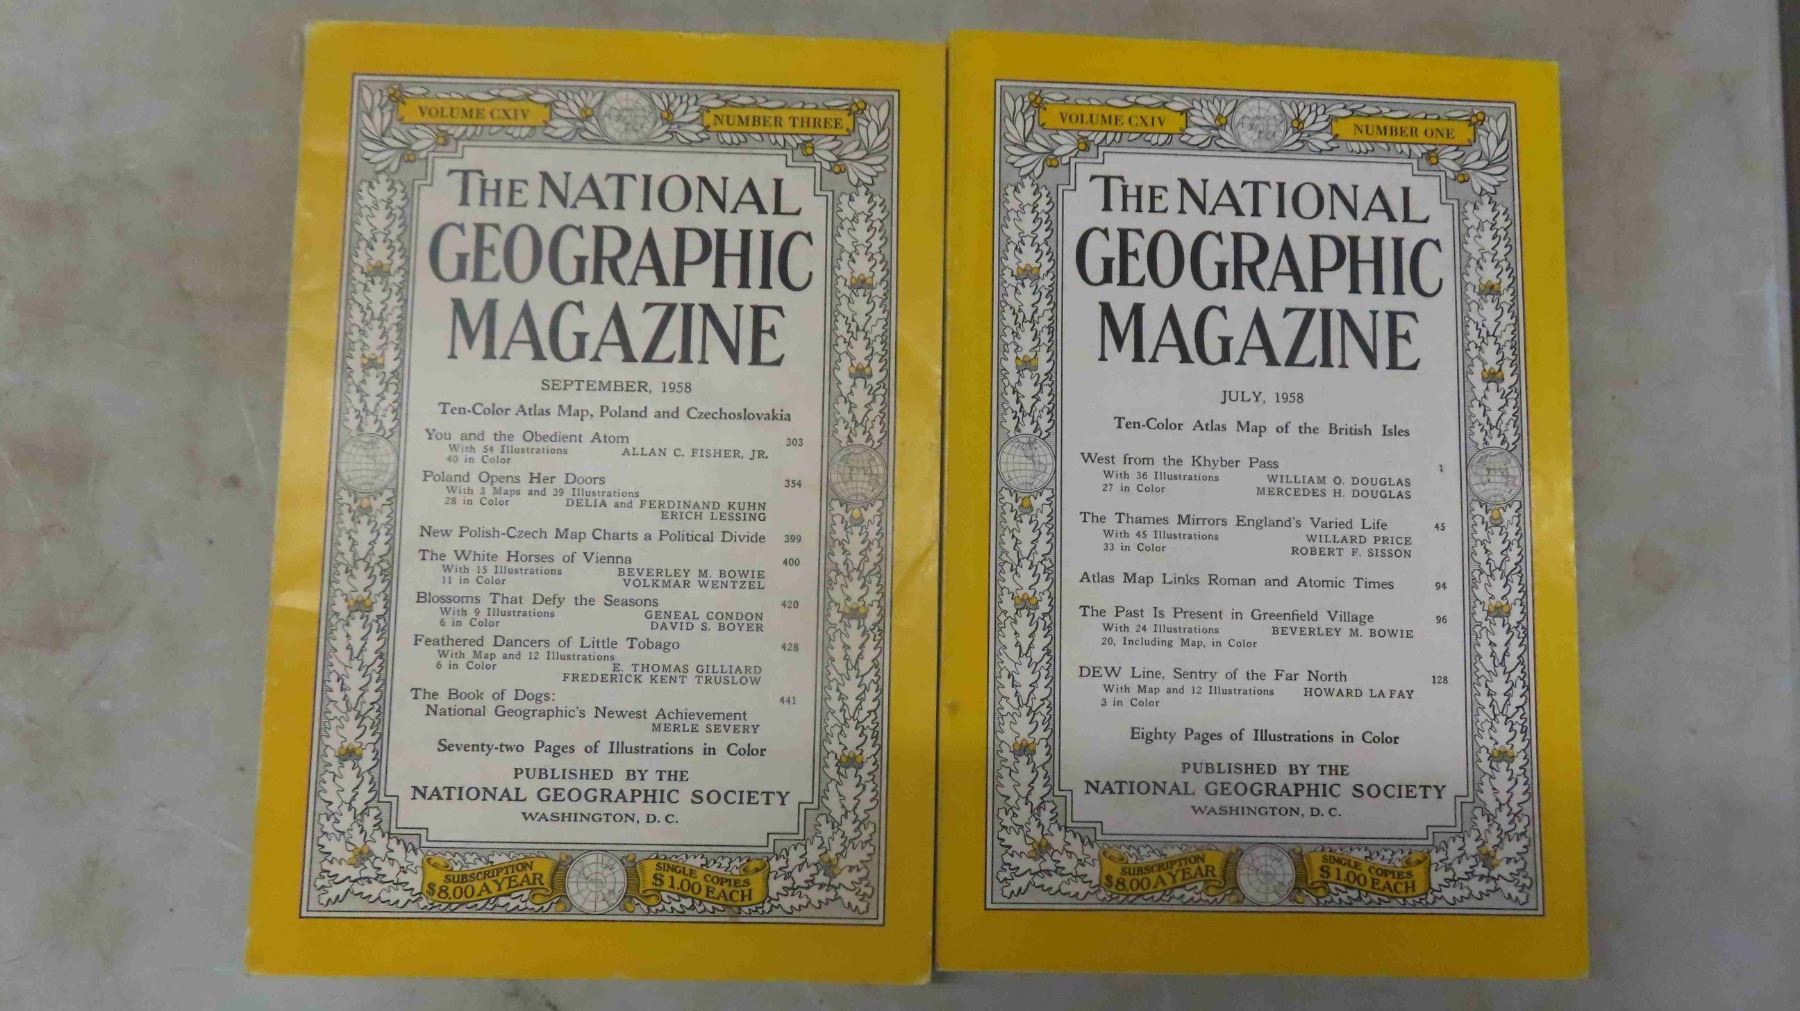 VOLUME CXIV
NUMBER THREE
THE NATIONAL
GEOGRAPHIC
MAGAZINE
SEPTEMBER, 1958
Ten-Color Atlas Map, Poland and Czechoslovakia
You and the Obedient Atom 303
With 54 Illustrations ALLAN C. FISHER, JR.
40 in Color
Poland Opens Her Doors 354
With 3 Maps and 39 Illustrations
28 in Color DELIA and FERDINAND KUHN
ERICH LESSING
New Polish-Czech Map Charts a Political Divide 399
The White Horses of Vienna 400
With 15 Illustrations BEVERLEY M. BOWIE
11 in Color VOLKMAR WENTZEL
Blossoms That Defy the Seasons 420
With 9 Illustrations GENEAL CONDON
6 in Color DAVID S. BOYER
Feathered Dancers of Little Tobago 428
With Map and 12 Illustrations
6 in Color E. THOMAS GILLIARD
FREDERICK KENT TRUSLOW
The Book of Dogs: 441
National Geographic's Newest Achievement
MERLE SEVERY
Seventy-two Pages of Illustrations in Color
PUBLISHED BY THE
NATIONAL GEOGRAPHIC SOCIETY
WASHINGTON, D. C.
SUBSCRIPTION
$8.00 A YEAR
SINGLE COPIES
$1.00 EACH
VOLUME CXIV
NUMBER ONE
THE NATIONAL
GEOGRAPHIC
MAGAZINE
JULY, 1958
Ten-Color Atlas Map of the British Isles
West from the Khyber Pass 1
With 36 Illustrations WILLIAM O. DOUGLAS
27 in Color MERCEDES H. DOUGLAS
The Thames Mirrors England's Varied Life 45
With 45 Illustrations WILLARD PRICE
33 in Color ROBERT F. SISSON
Atlas Map Links Roman and Atomic Times 94
The Past Is Present in Greenfield Village 96
With 24 Illustrations BEVERLEY M. BOWIE
20, Including Map, in Color
DEW Line, Sentry of the Far North 128
With Map and 12 Illustrations HOWARD LA FAY
3 in Color
Eighty Pages of Illustrations in Color
PUBLISHED BY THE
NATIONAL GEOGRAPHIC SOCIETY
WASHINGTON, D. C.
SUBSCRIPTION
$8.00 A YEAR
SINGLE COPIES
$1.00 EACH